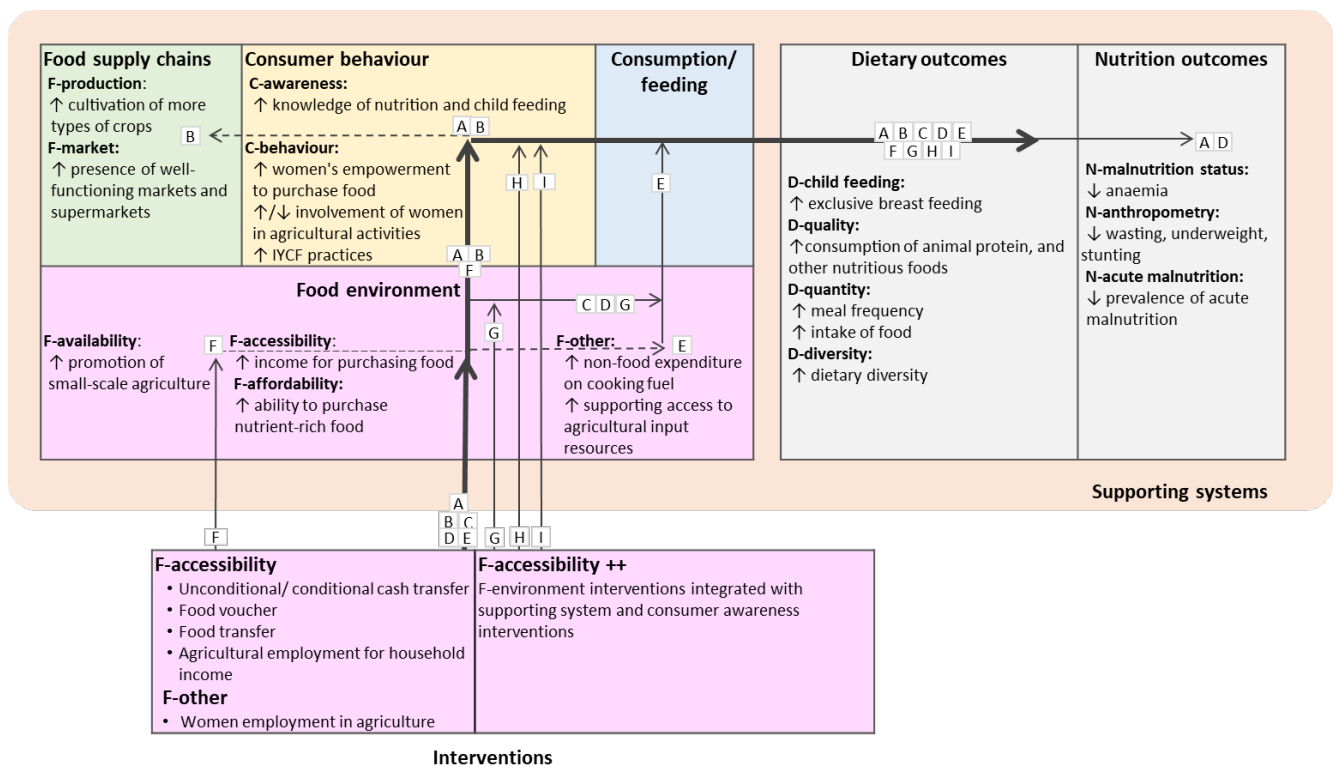 Food supply chains
F-production:
↑ cultivation of more
types of crops
F-market:
↑ presence of well-
functioning markets and
supermarkets
B
Consumer behaviour
C-awareness:
↑ knowledge of nutrition and child feeding
A B
C-behaviour:
↑ women's empowerment
to purchase food
↑/↓ involvement of women
in agricultural activities
↑ IYCF practices
A B
F
H
I
Consumption/
feeding
E
Food environment
F-availability:
↑ promotion of
small-scale agriculture
F
F-accessibility:
↑ income for purchasing food
F-affordability:
↑ ability to purchase
nutrient-rich food
G
C D G
F-other:
E
↑ non-food expenditure
on cooking fuel
↑ supporting access to
agricultural input
resources
Dietary outcomes
A B C D E
F G H I
D-child feeding:
↑ exclusive breast feeding
D-quality:
↑consumption of animal protein, and
other nutritious foods
D-quantity:
↑ meal frequency
↑ intake of food
D-diversity:
↑ dietary diversity
Nutrition outcomes
A D
N-malnutrition status:
↓ anaemia
N-anthropometry:
↓ wasting, underweight,
stunting
N-acute malnutrition:
↓ prevalence of acute
malnutrition
Supporting systems
F
A
B C
D E
G
H
I
F-accessibility
• Unconditional/ conditional cash transfer
• Food voucher
• Food transfer
• Agricultural employment for household
income
F-other
• Women employment in agriculture
F-accessibility ++
F-environment interventions integrated with
supporting system and consumer awareness
interventions
Interventions